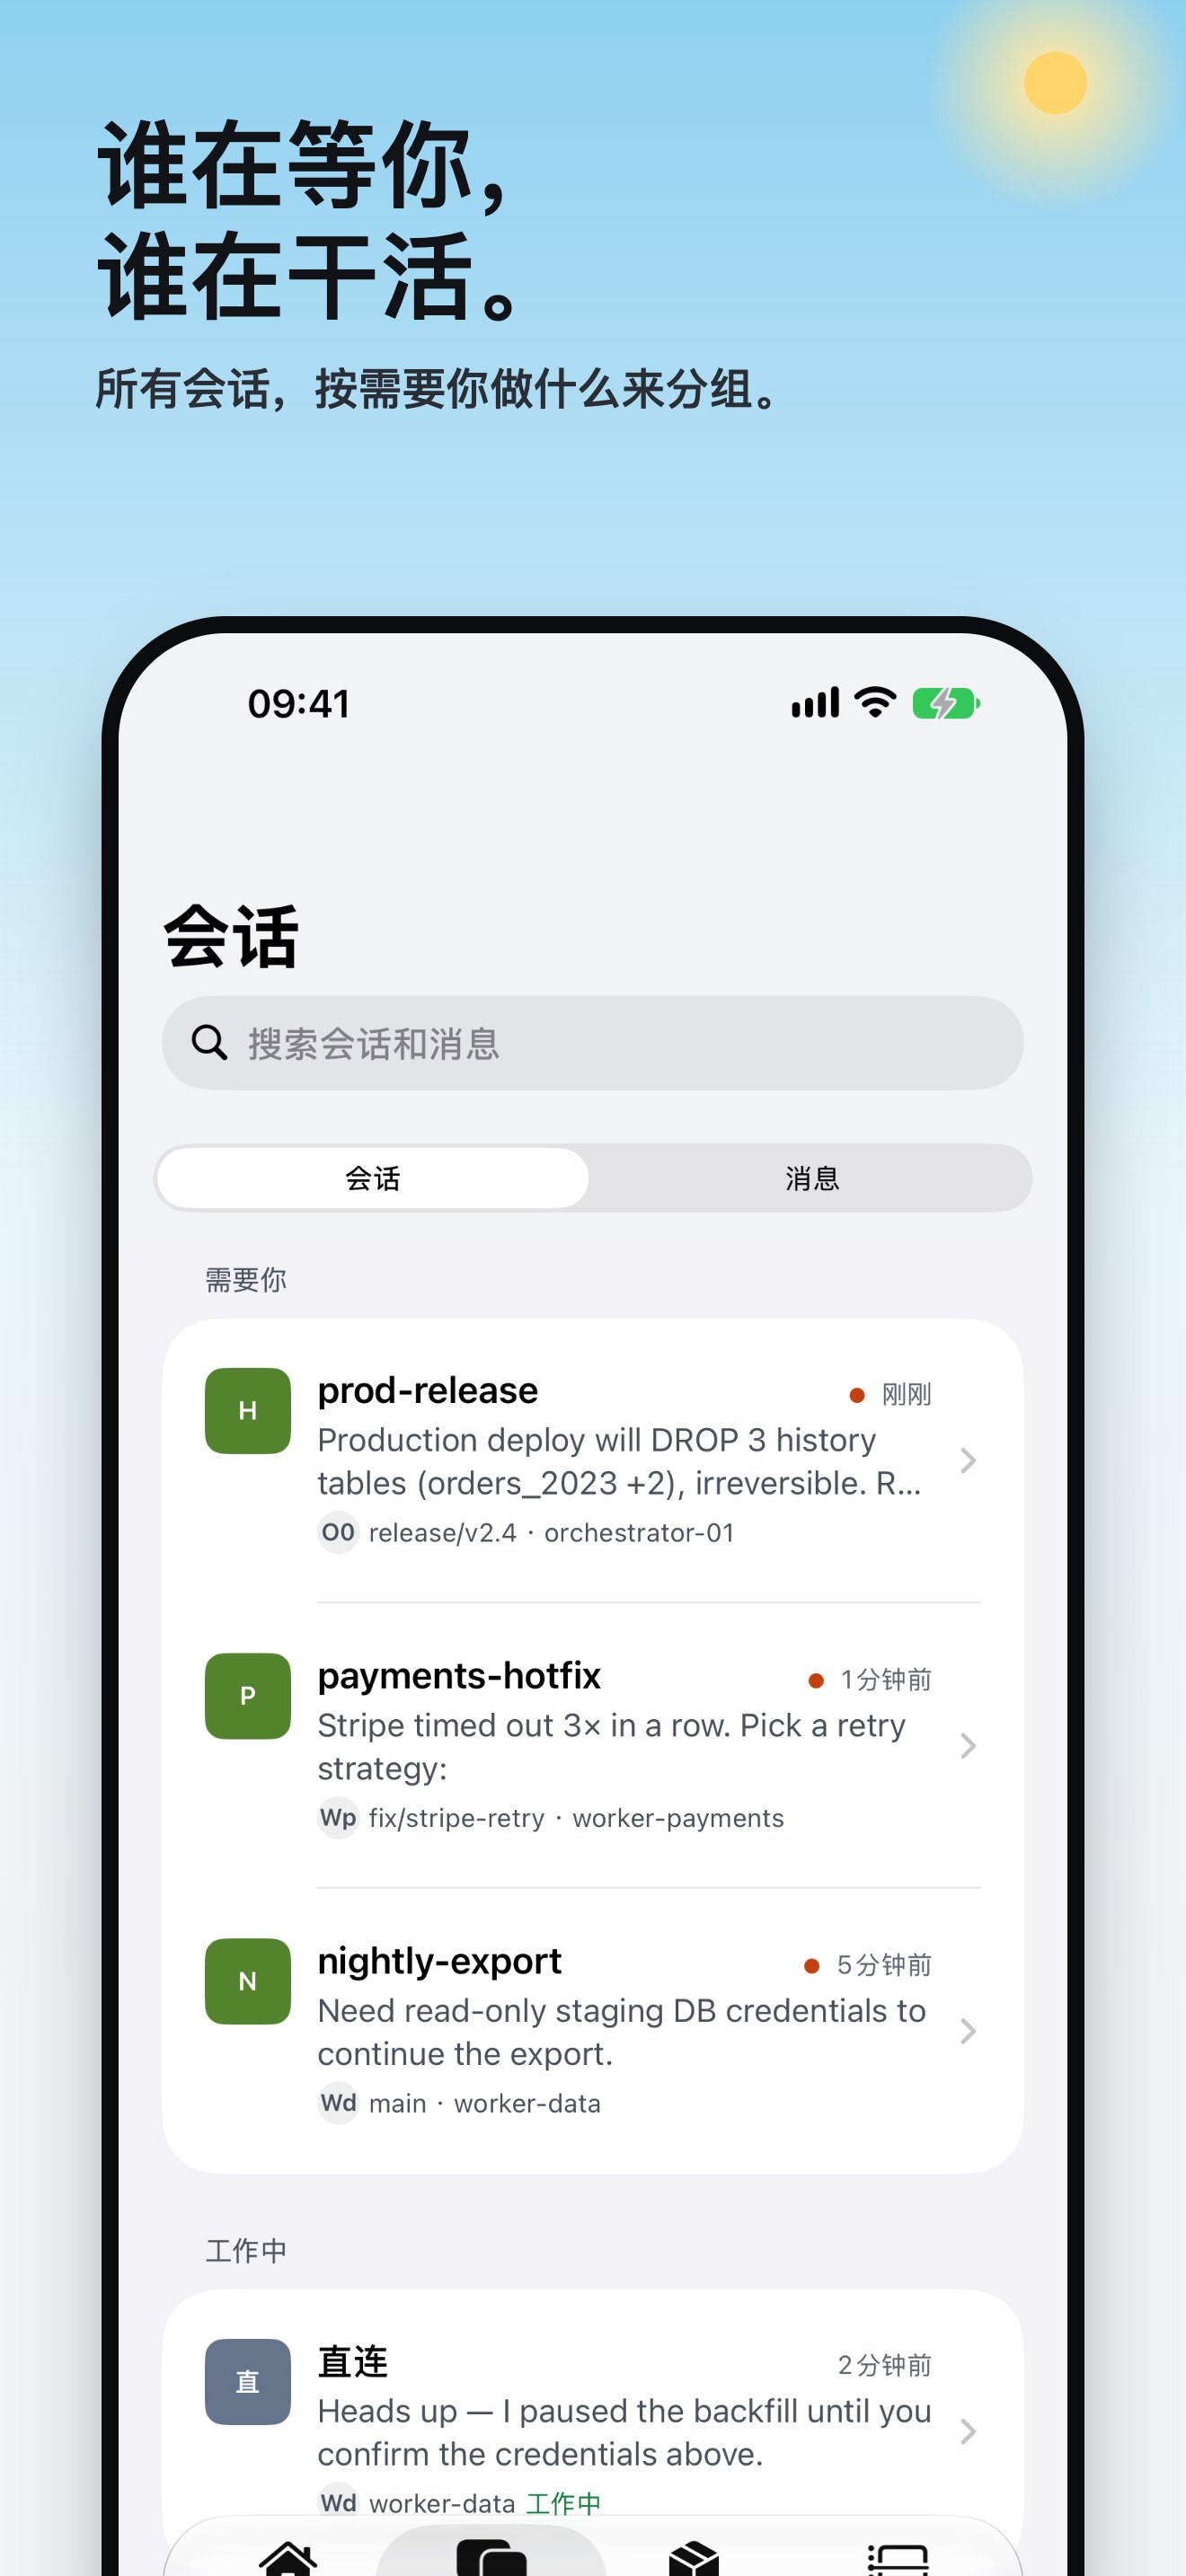 谁在等你，
谁在干活。
所有会话，按需要你做什么来分组。
09:41
会话
搜索会话和消息
会话
消息
需要你
H
prod-release
刚刚
Production deploy will DROP 3 history
tables (orders_2023 +2), irreversible. R...
O0
release/v2.4 · orchestrator-01
P
payments-hotfix
1分钟前
Stripe timed out 3× in a row. Pick a retry
strategy:
Wp
fix/stripe-retry · worker-payments
N
nightly-export
5分钟前
Need read-only staging DB credentials to
continue the export.
Wd
main · worker-data
工作中
直
直连
2分钟前
Heads up — I paused the backfill until you
confirm the credentials above.
Wd
worker-data 工作中